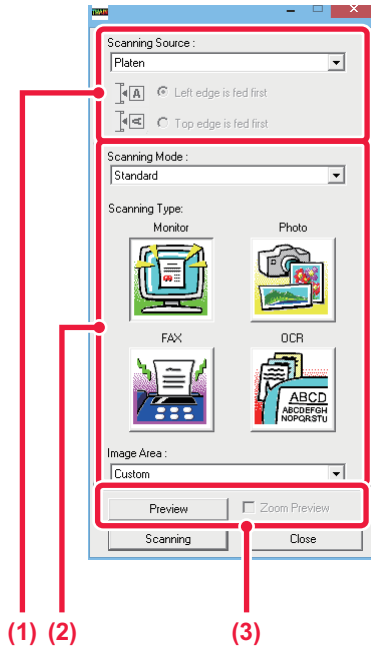 TWAIN
Scanning Source :
Platen
A Left edge is fed first
A Top edge is fed first
Scanning Mode :
Standard
Scanning Type:
Monitor Photo
FAX OCR
ABCD
ABCDEFGH
NOPQRSTU
Image Area :
Custom
Preview Zoom Preview
Scanning Close
(1) (2) (3)